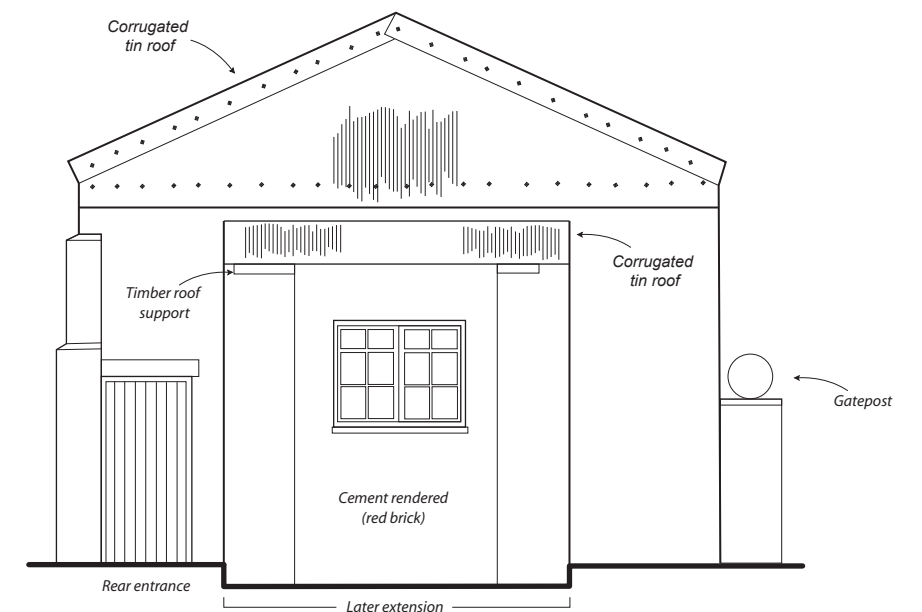 Corrugated
tin roof
Corrugated
tin roof
Timber roof
support
Gatepost
Cement rendered
(red brick)
Rear entrance
Later extension